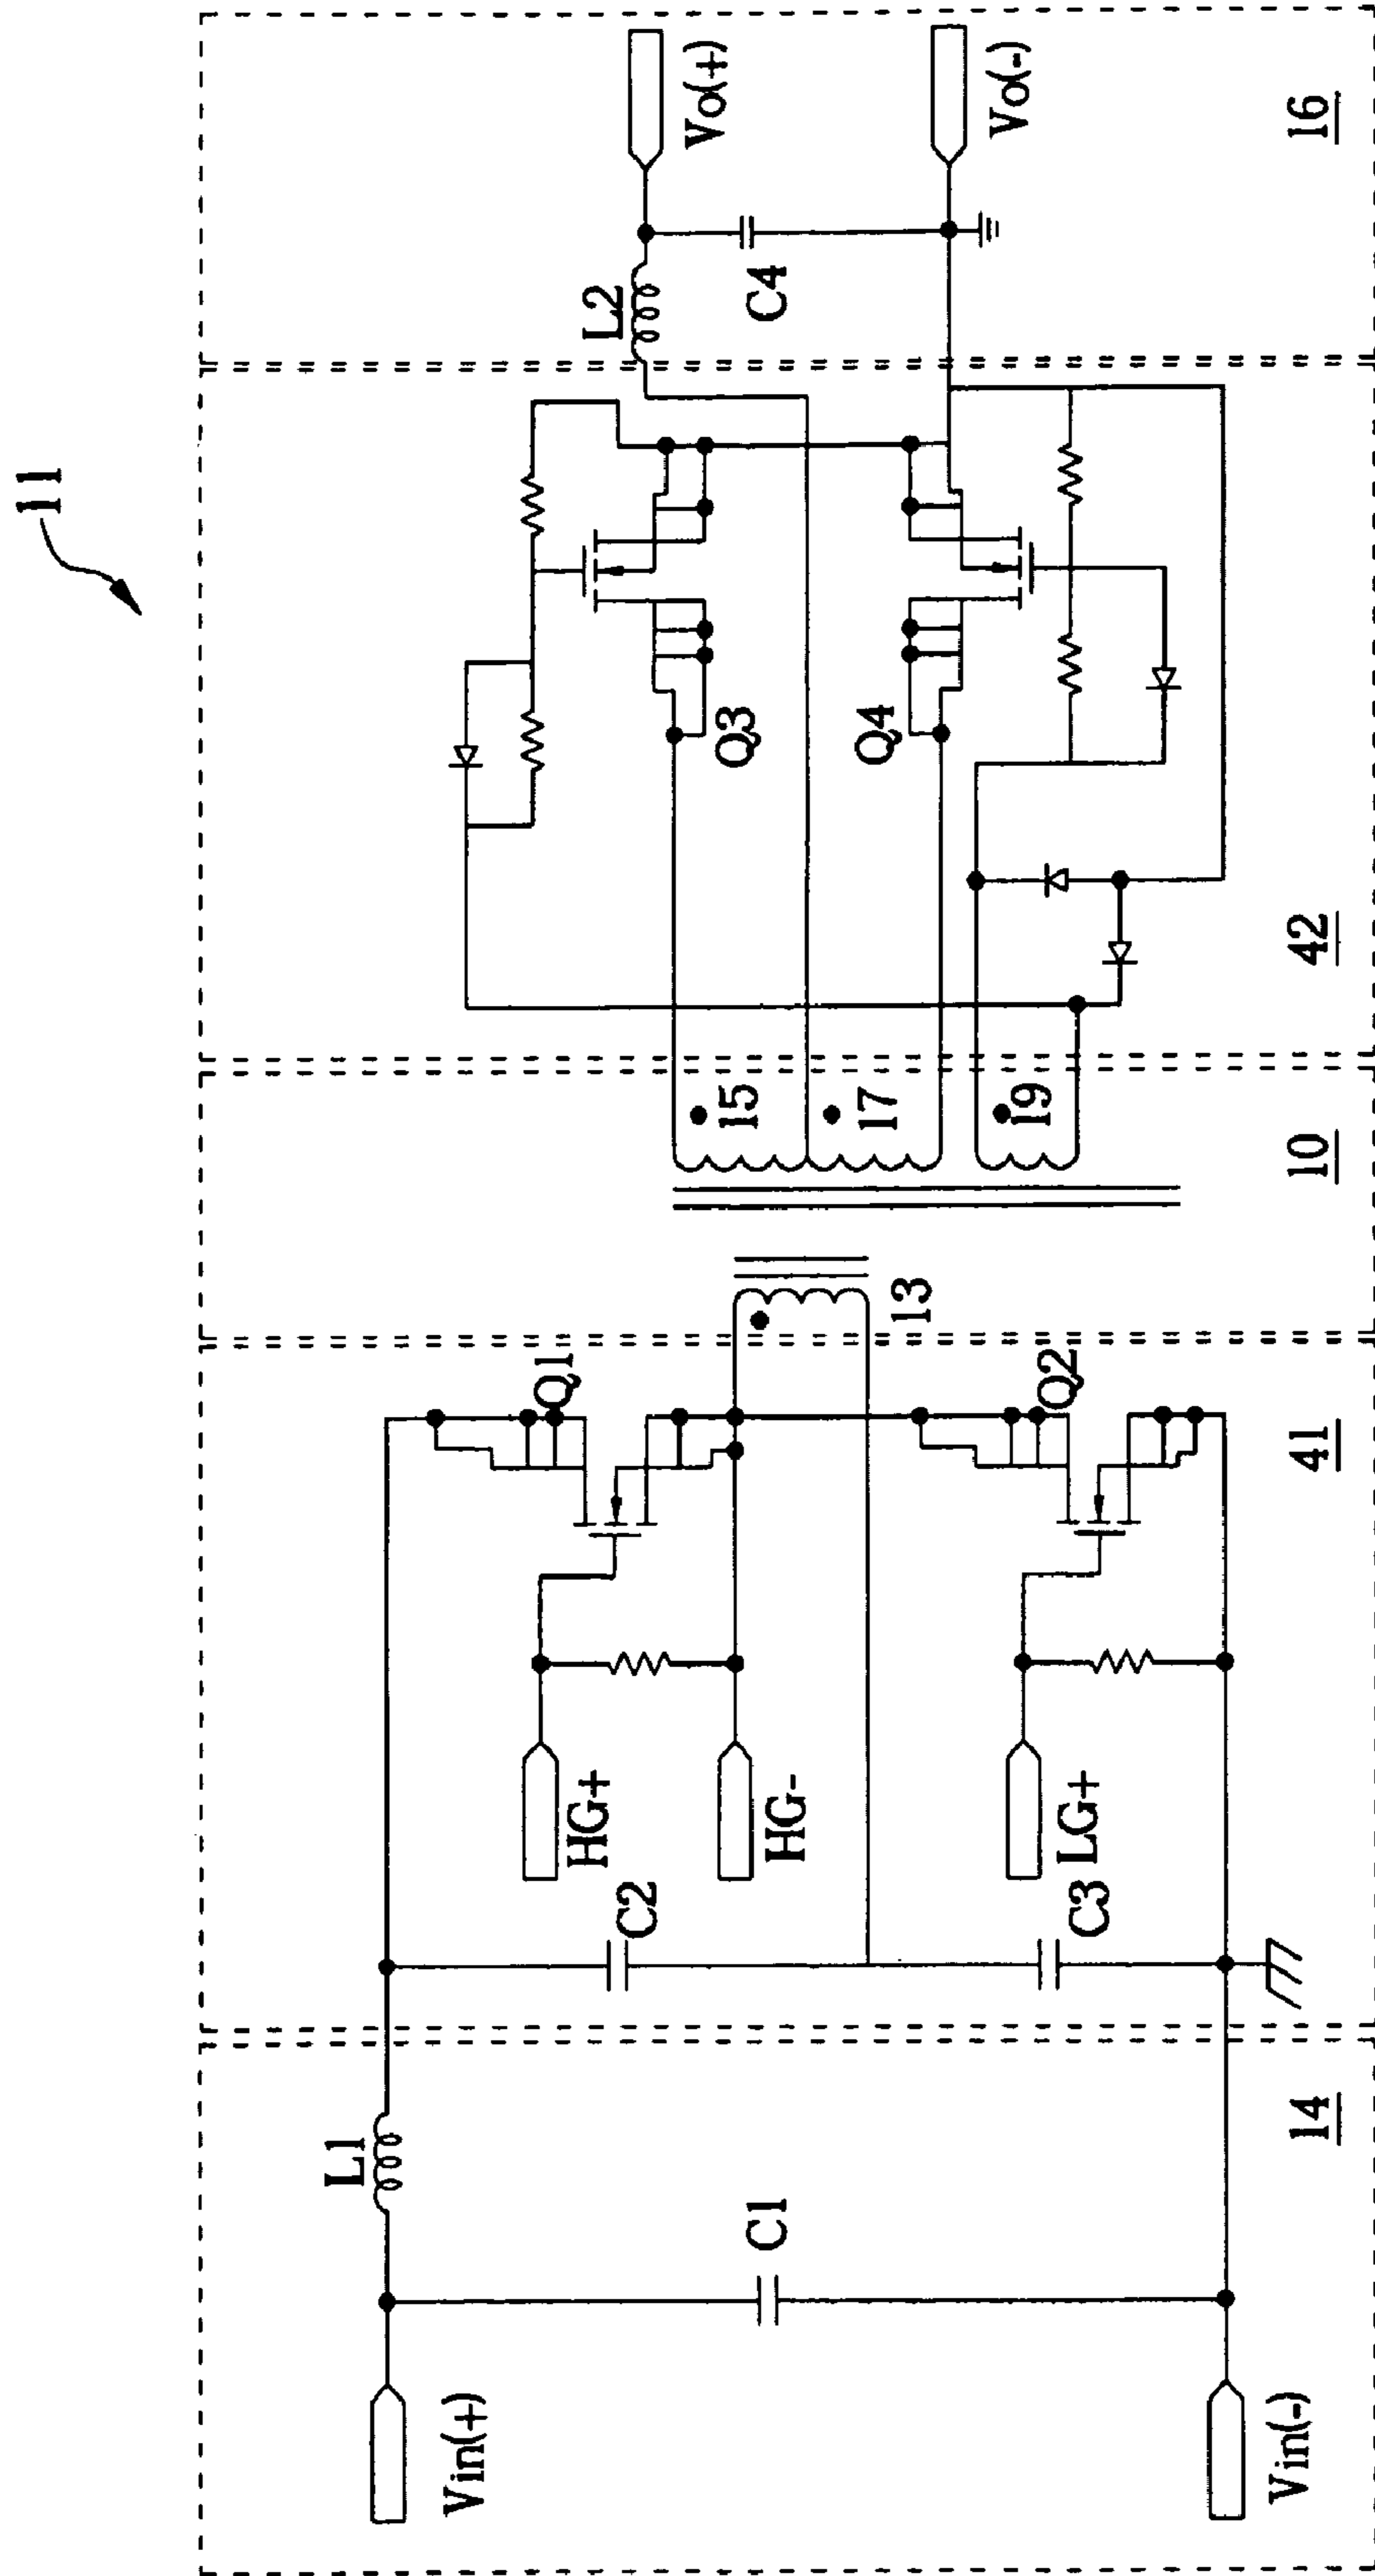 11
Vin(+)
Vin(-)
L1
C1
14
C2
C3
HG+
HG-
LG+
Q1
Q2
41
13
15
17
19
10
Q3
Q4
42
L2
C4
Vo(+)
Vo(-)
16